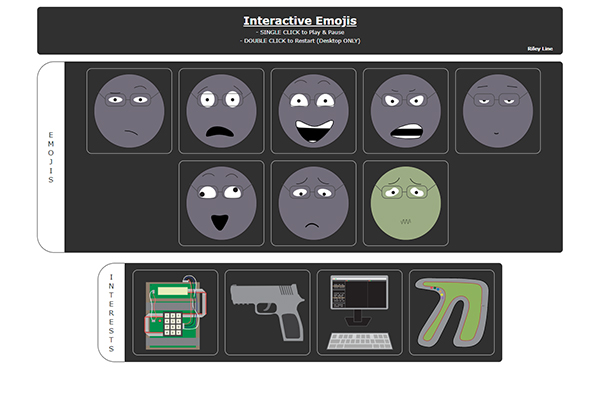 Interactive Emojis
- SINGLE CLICK to Play & Pause
- DOUBLE CLICK to Restart (Desktop ONLY)
Riley Line
EMOJIS
INTERESTS